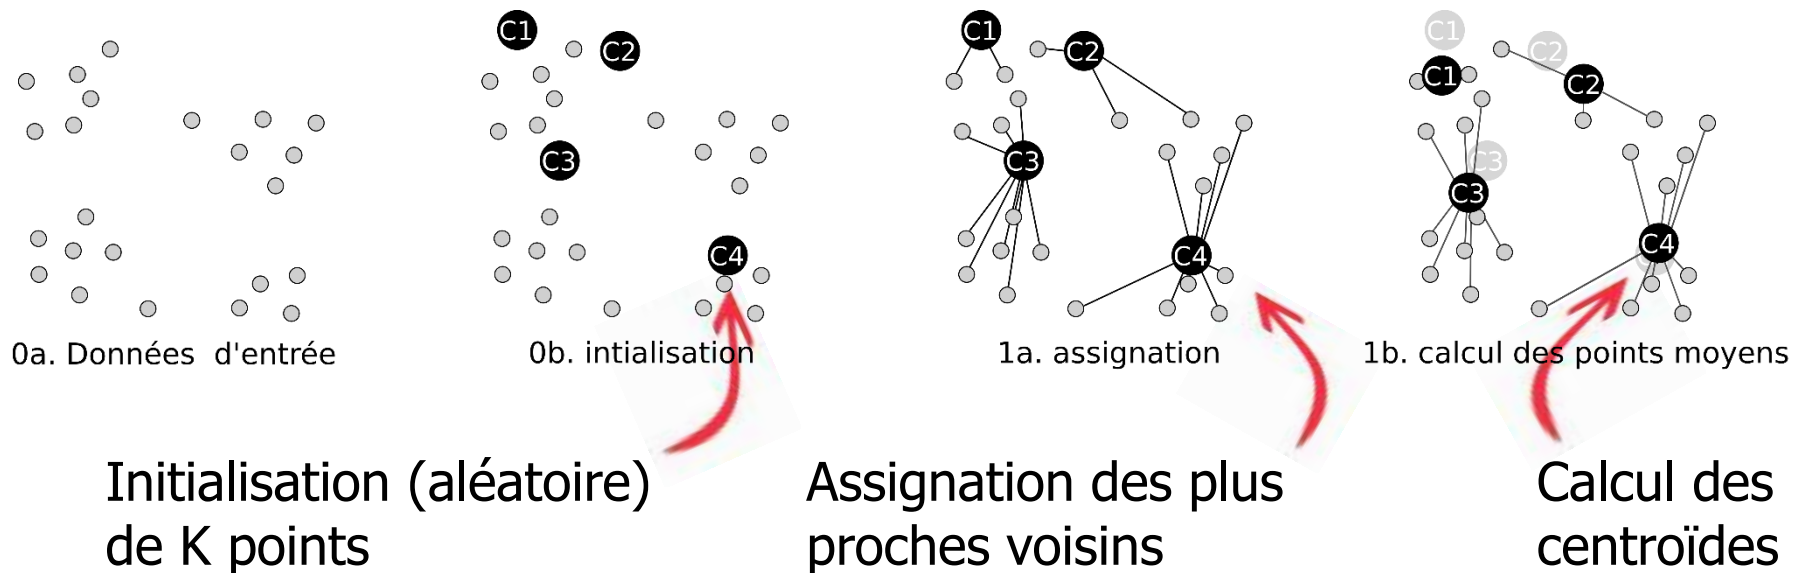 C1
C2
C3
C4
C1
C2
C3
C4
C1
C2
C1
C2
C3
C3
C4
0a. Données d'entrée
0b. intialisation
1a. assignation
1b. calcul des points moyens
Initialisation (aléatoire)
de K points
Assignation des plus
proches voisins
Calcul des
centroïdes